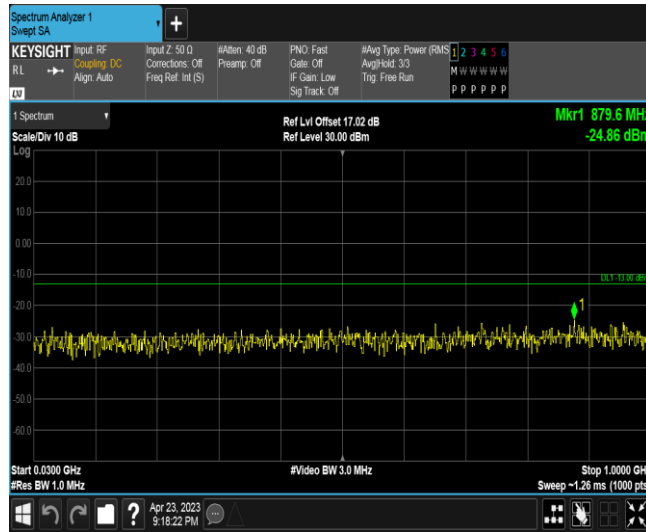 Spectrum Analyzer 1
Swept SA
+
KEYSIGHT
RL
LXI
Input: RF
Coupling: DC
Align: Auto
Input Z: 50 Ω
Corrections: Off
Freq Ref: Int (S)
#Atten: 40 dB
Preamp: Off
PNO: Fast
Gate: Off
IF Gain: Low
Sig Track: Off
#Avg Type: Power (RMS
Avg|Hold: 3/3
Trig: Free Run
1 2 3 4 5 6
M W W W W W
P P P P P P
1 Spectrum
Scale/Div 10 dB
Ref Lvl Offset 17.02 dB
Ref Level 30.00 dBm
Mkr1 879.6 MHz
-24.86 dBm
Log
20.0
10.0
0.00
-10.0
DL1 -13.00 dBm
-20.0
1
-30.0
-40.0
-50.0
-60.0
Start 0.0300 GHz
#Video BW 3.0 MHz
Stop 1.0000 GHz
#Res BW 1.0 MHz
Sweep ~1.26 ms (1000 pts)
?
Apr 23, 2023
9:18:22 PM